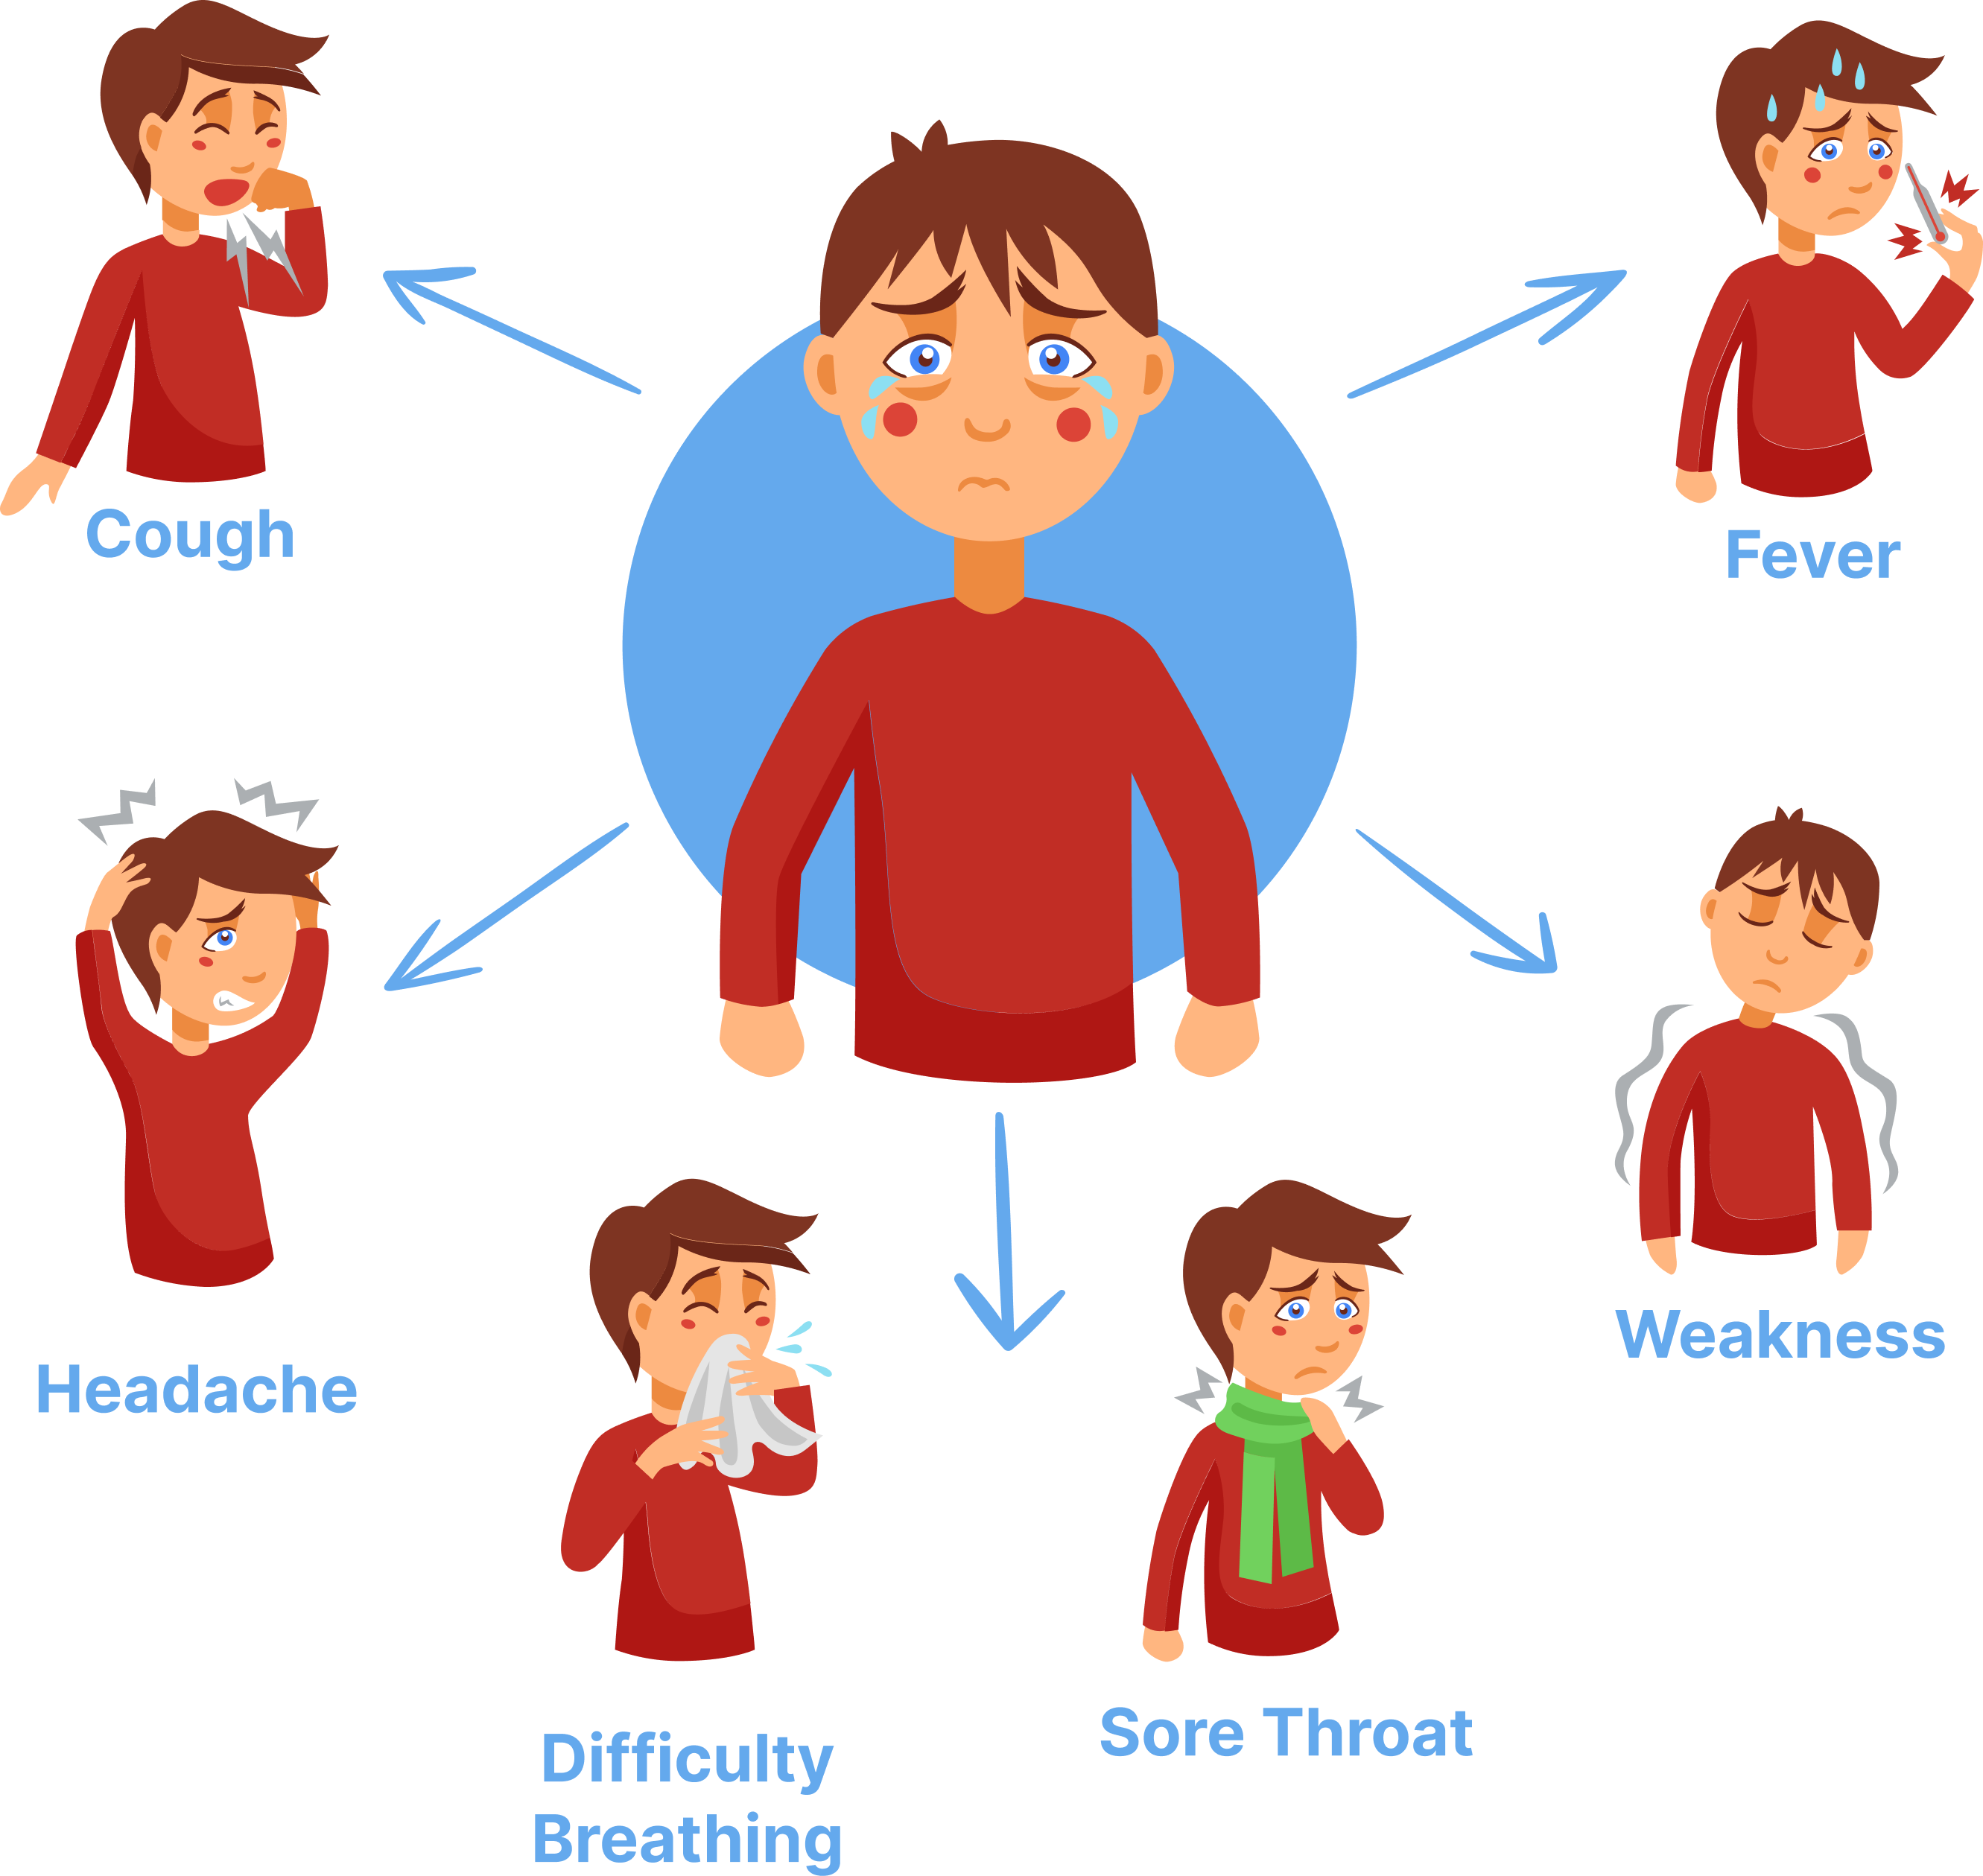 Cough
Fever
Headache
Weakness
Difficulty
Breathing
Sore Throat